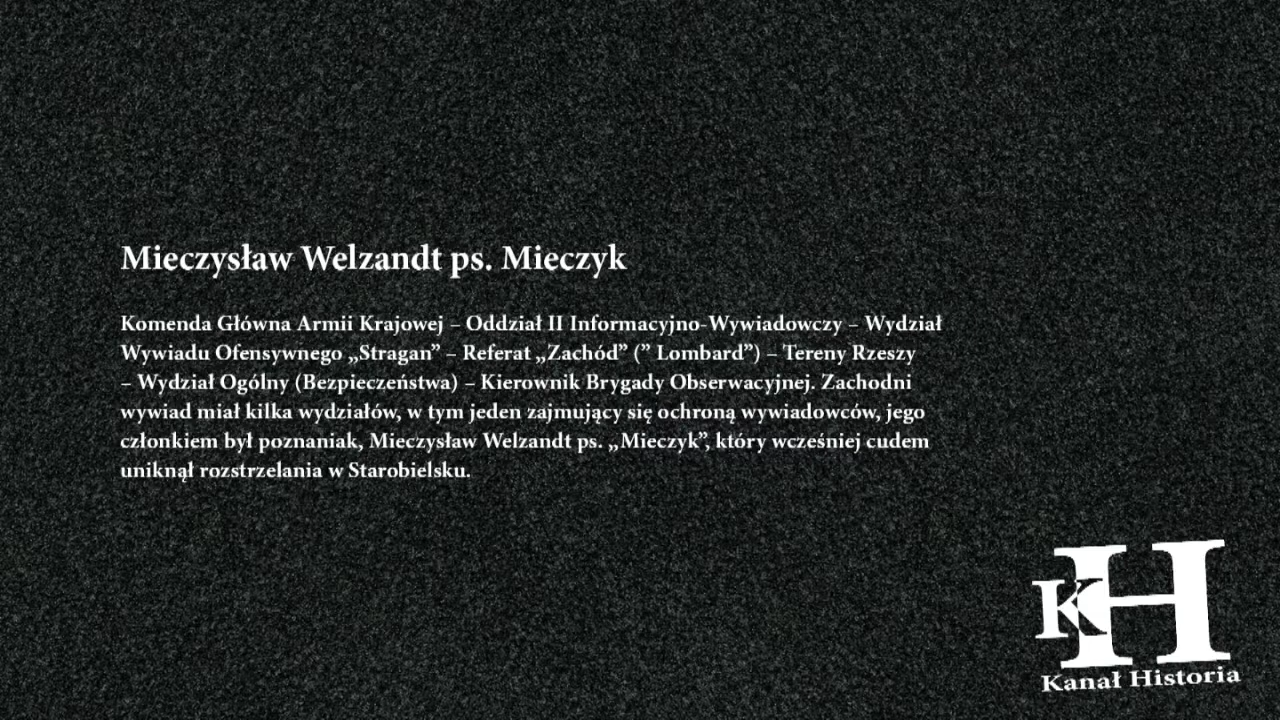 Mieczysław Welzandt ps. Mieczyk
Komenda Główna Armii Krajowej – Oddział II Informacyjno-Wywiadowczy – Wydział
Wywiadu Ofensywnego „Stragan” – Referat „Zachód” (” Lombard”) – Tereny Rzeszy
– Wydział Ogólny (Bezpieczeństwa) – Kierownik Brygady Obserwacyjnej. Zachodni
wywiad miał kilka wydziałów, w tym jeden zajmujący się ochroną wywiadowców, jego
członkiem był poznaniak, Mieczysław Welzandt ps. „Mieczyk”, który wcześniej cudem
uniknął rozstrzelania w Starobielsku.
KH
Kanał Historia